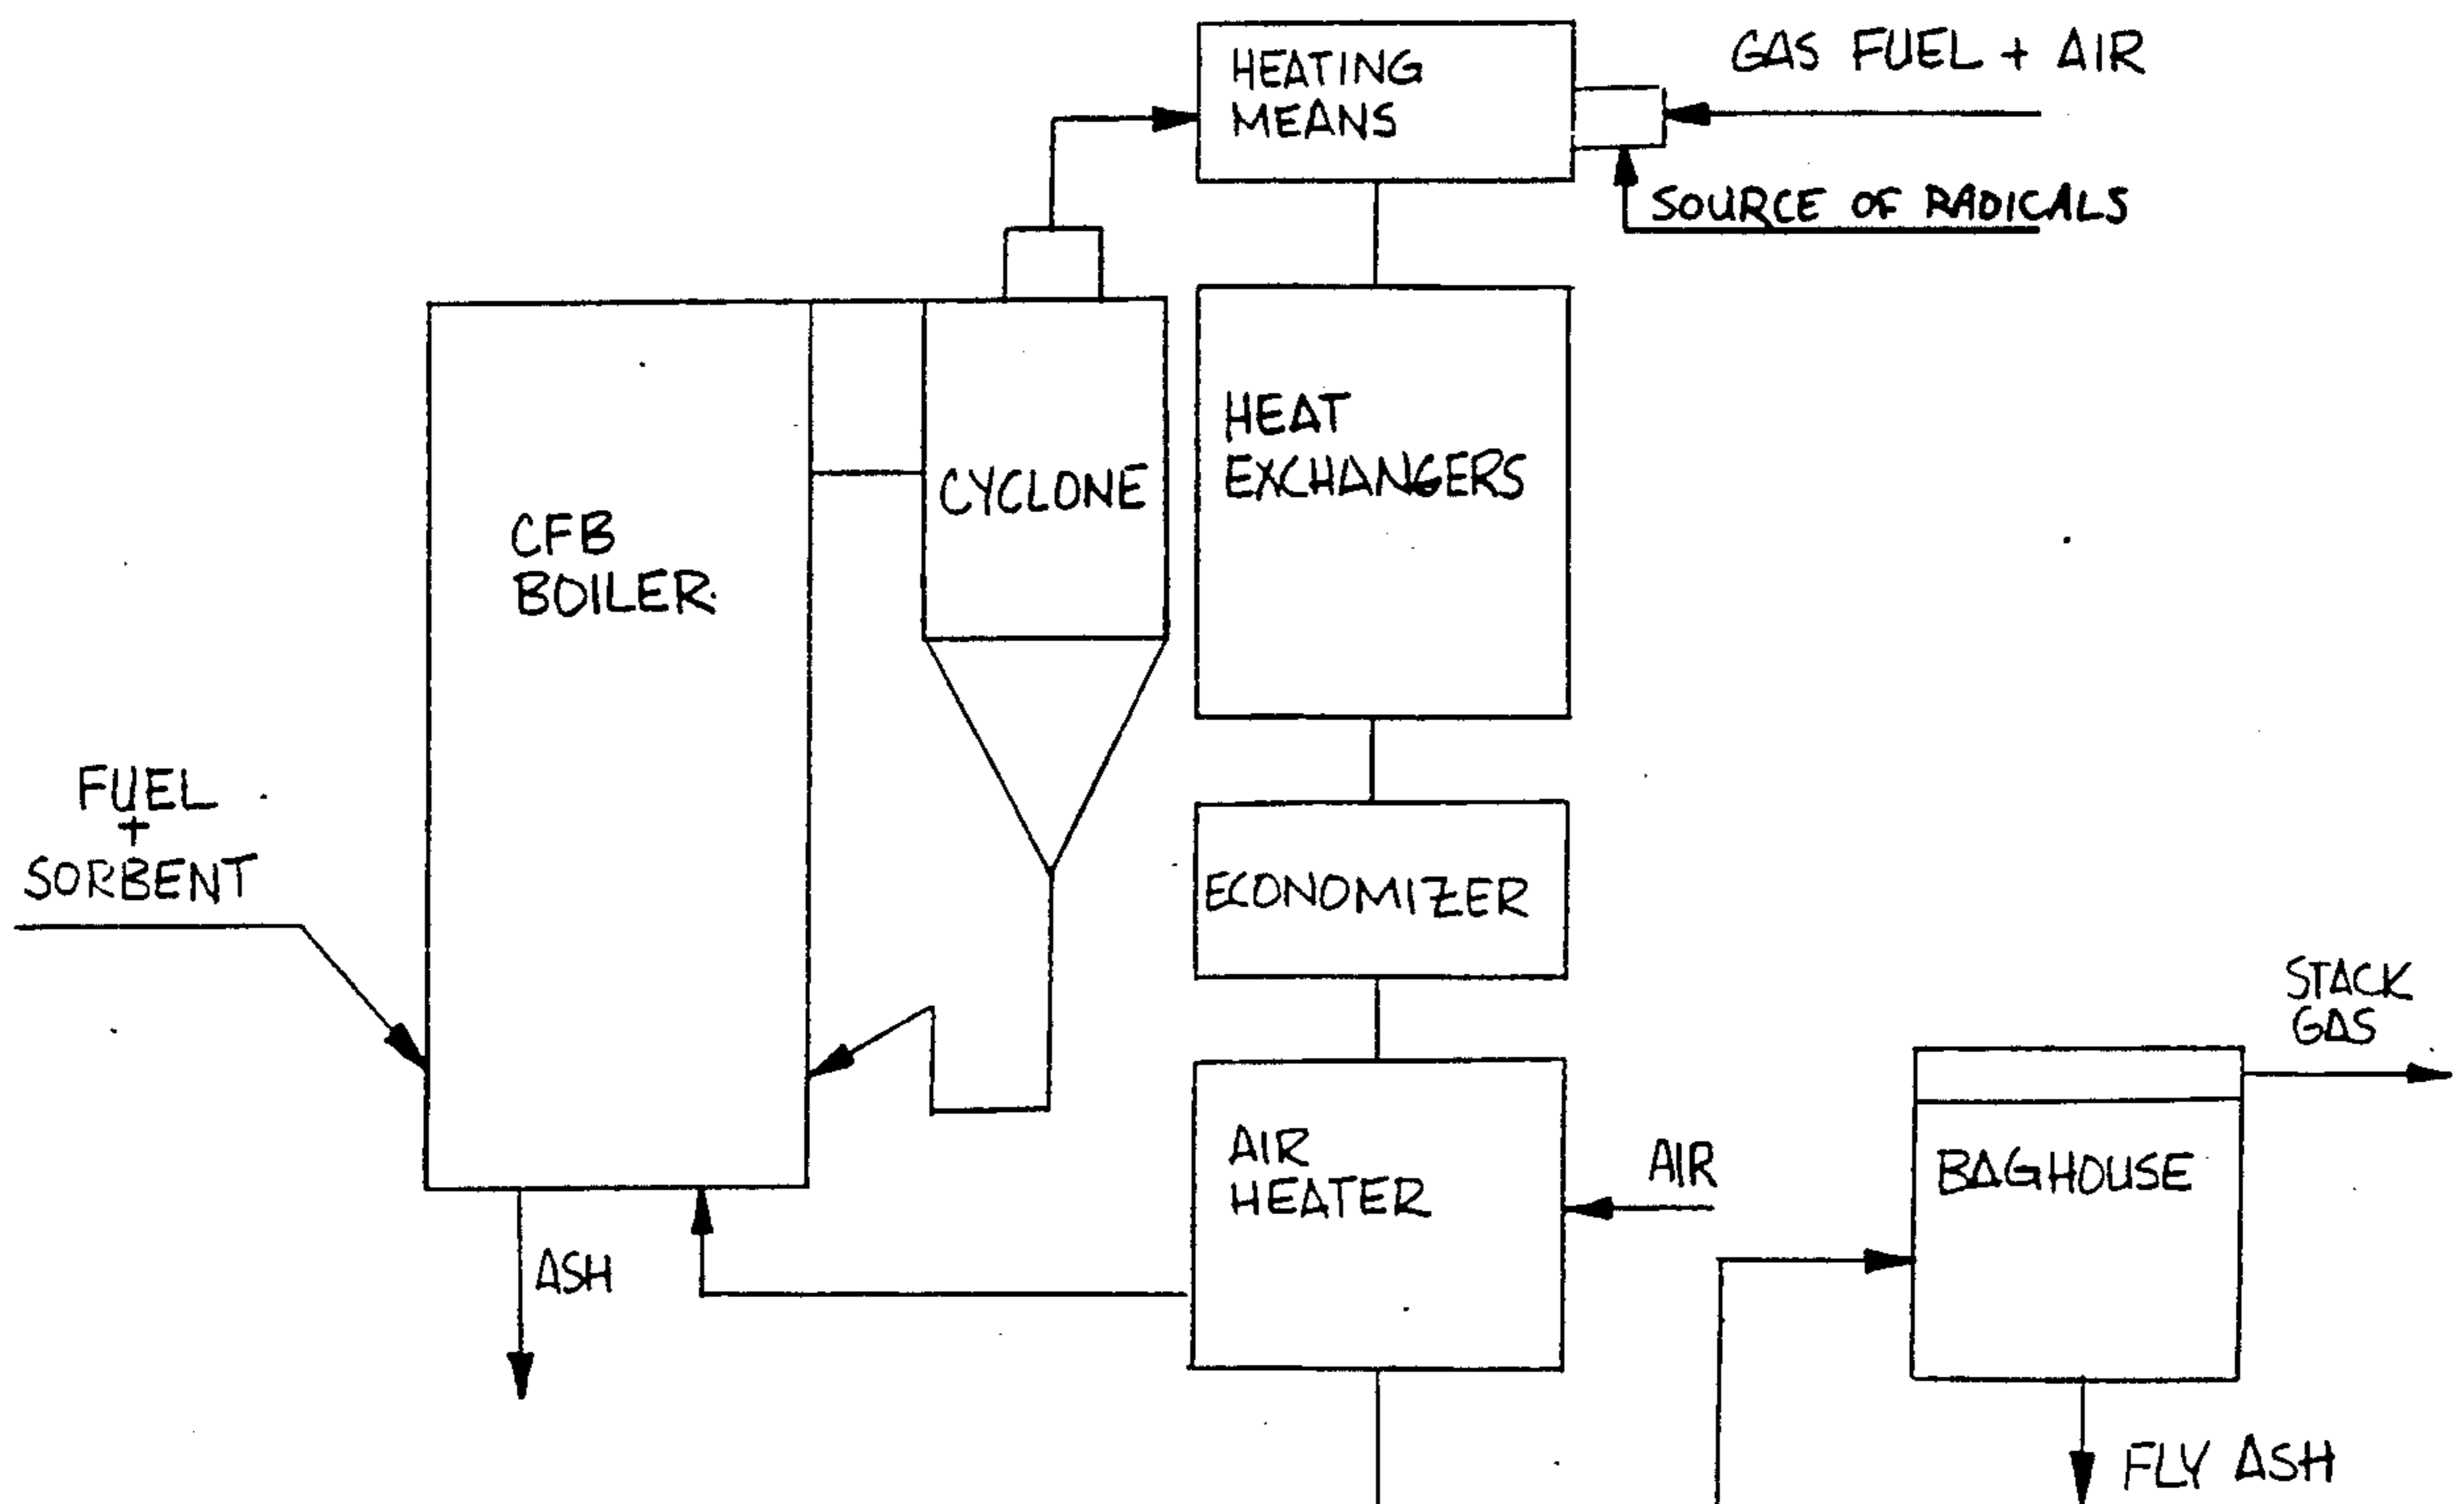 HEATING
MEANS
GAS FUEL + AIR
SOURCE OF RADICALS
HEAT
EXCHANGERS
CYCLONE
CFB
BOILER
FUEL
+
SORBENT
ECONOMIZER
STACK
GAS
AIR
HEATER
AIR
BAGHOUSE
ASH
FLY ASH